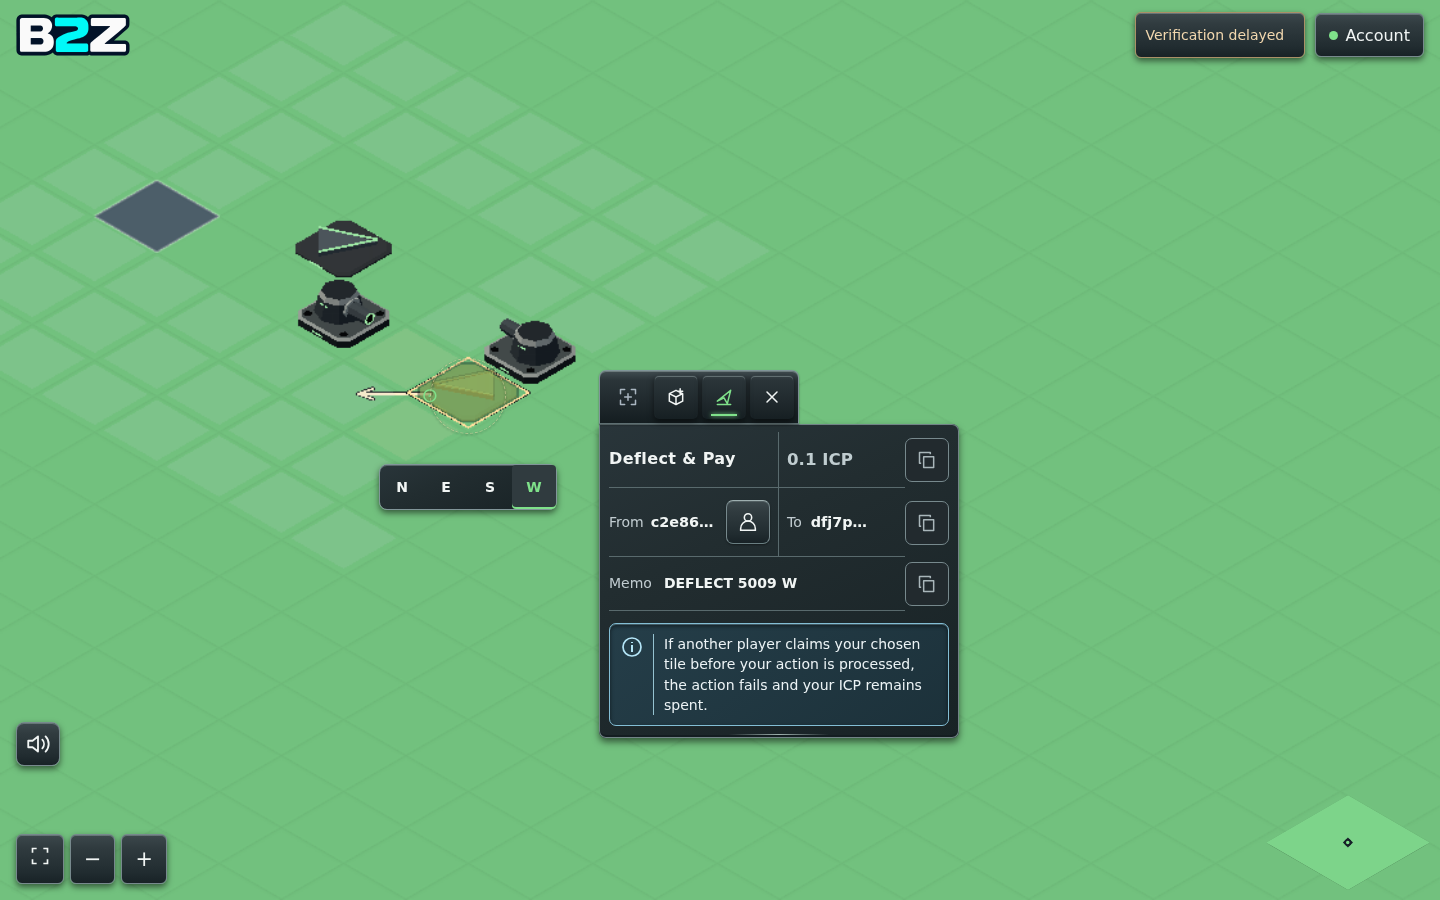 B2Z
Verification delayed
Account
N E S W
Deflect & Pay
0.1 ICP
From c2e86...
To dfj7p...
Memo DEFLECT 5009 W
If another player claims your chosen
tile before your action is processed,
the action fails and your ICP remains
spent.